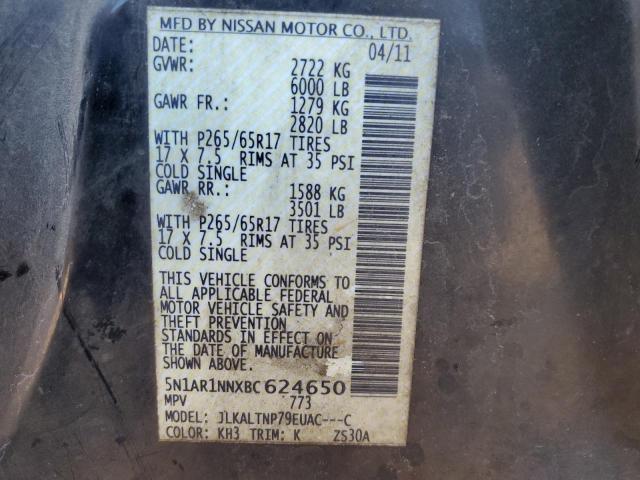 MFD BY NISSAN MOTOR CO., LTD.
DATE: 04/11
GVWR: 2722 KG
6000 LB
GAWR FR.: 1279 KG
2820 LB
WITH P265/65R17 TIRES
17 X 7.5 RIMS AT 35 PSI
COLD SINGLE
GAWR RR.: 1588 KG
3501 LB
WITH P265/65R17 TIRES
17 X 7.5 RIMS AT 35 PSI
COLD SINGLE
THIS VEHICLE CONFORMS TO
ALL APPLICABLE FEDERAL
MOTOR VEHICLE SAFETY AND
THEFT PREVENTION
STANDARDS IN EFFECT ON
THE DATE OF MANUFACTURE
SHOWN ABOVE.
5N1AR1NNXBC624650
MPV 773
MODEL: JLKALTNP79EUAC---C
COLOR: KH3 TRIM: K ZS30A